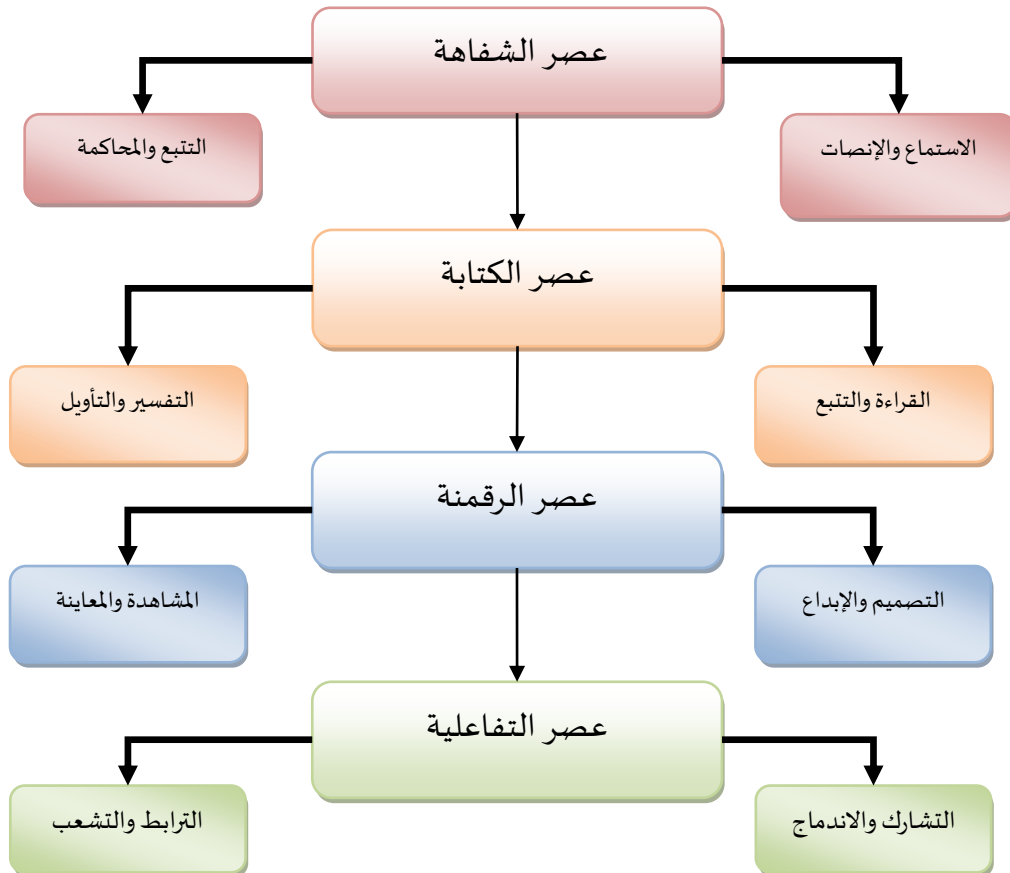 عصر الشفاهة
الاستماع والإنصات
التتبع والمحاكمة
عصر الكتابة
القراءة والتتبع
التفسير والتأويل
عصر الرقمنة
التصميم والإبداع
المشاهدة والمعاينة
عصر التفاعلية
التشارك والاندماج
الترابط والتشعب